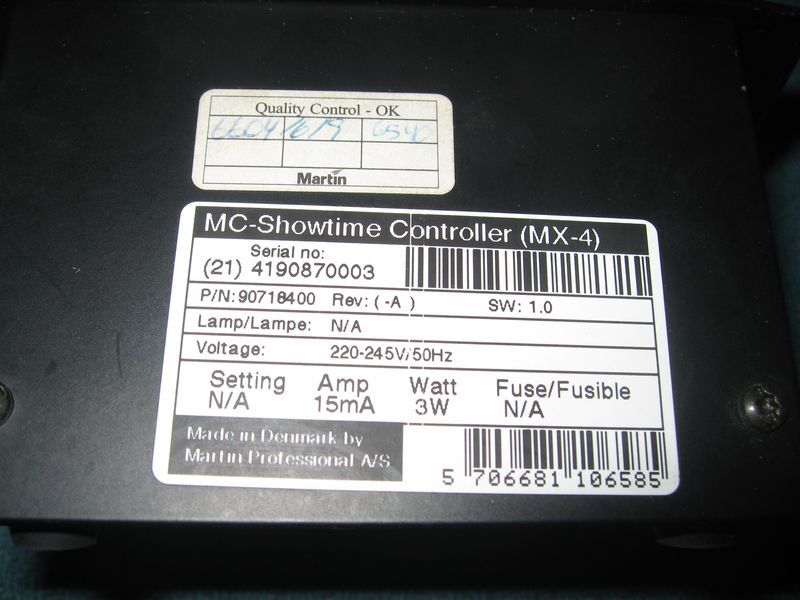 Quality Control - OK
6540
Martin
MC-Showtime Controller (MX-4)
Serial no:
(21) 4190870003
P/N: 90718400 Rev: ( -A ) SW: 1.0
Lamp/Lampe: N/A
Voltage: 220-245V/50Hz
Setting Amp Watt Fuse/Fusible
N/A 15mA 3W N/A
Made in Denmark by
Martin Professional A/S
5 706681 106585